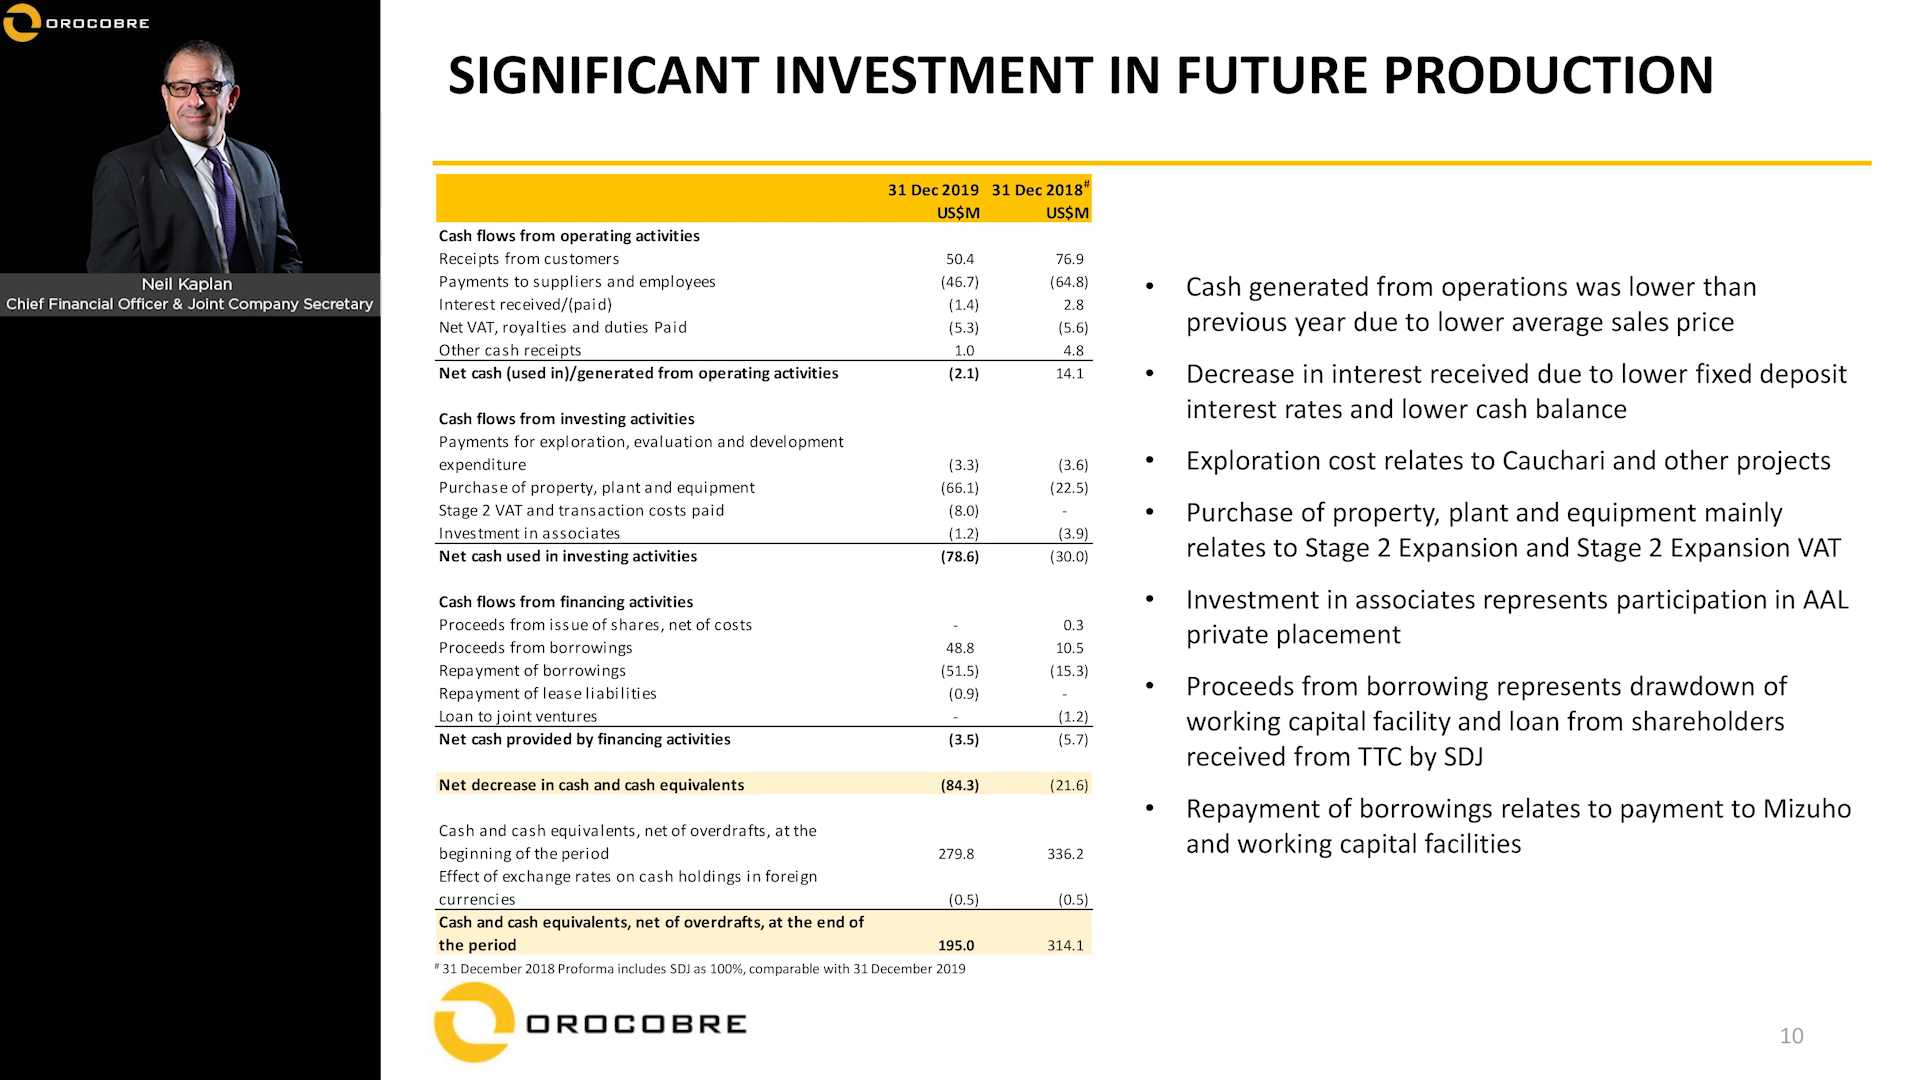 OROCOBRE
Neil Kaplan
Chief Financial Officer & Joint Company Secretary
SIGNIFICANT INVESTMENT IN FUTURE PRODUCTION
31 Dec 2019 31 Dec 2018#
US$M US$M
Cash flows from operating activities
Receipts from customers 50.4 76.9
Payments to suppliers and employees (46.7) (64.8)
Interest received/(paid) (1.4) 2.8
Net VAT, royalties and duties Paid (5.3) (5.6)
Other cash receipts 1.0 4.8
Net cash (used in)/generated from operating activities (2.1) 14.1
Cash flows from investing activities
Payments for exploration, evaluation and development
expenditure (3.3) (3.6)
Purchase of property, plant and equipment (66.1) (22.5)
Stage 2 VAT and transaction costs paid (8.0) -
Investment in associates (1.2) (3.9)
Net cash used in investing activities (78.6) (30.0)
Cash flows from financing activities
Proceeds from issue of shares, net of costs - 0.3
Proceeds from borrowings 48.8 10.5
Repayment of borrowings (51.5) (15.3)
Repayment of lease liabilities (0.9) -
Loan to joint ventures - (1.2)
Net cash provided by financing activities (3.5) (5.7)
Net decrease in cash and cash equivalents (84.3) (21.6)
Cash and cash equivalents, net of overdrafts, at the
beginning of the period 279.8 336.2
Effect of exchange rates on cash holdings in foreign
currencies (0.5) (0.5)
Cash and cash equivalents, net of overdrafts, at the end of
the period 195.0 314.1
# 31 December 2018 Proforma includes SDJ as 100%, comparable with 31 December 2019
• Cash generated from operations was lower than
previous year due to lower average sales price
• Decrease in interest received due to lower fixed deposit
interest rates and lower cash balance
• Exploration cost relates to Cauchari and other projects
• Purchase of property, plant and equipment mainly
relates to Stage 2 Expansion and Stage 2 Expansion VAT
• Investment in associates represents participation in AAL
private placement
• Proceeds from borrowing represents drawdown of
working capital facility and loan from shareholders
received from TTC by SDJ
• Repayment of borrowings relates to payment to Mizuho
and working capital facilities
OROCOBRE
10